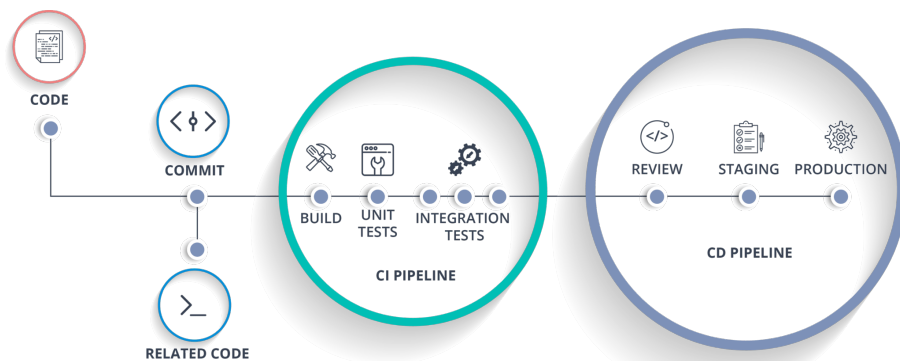 CODE
COMMIT
RELATED CODE
BUILD
UNIT
TESTS
INTEGRATION
TESTS
CI PIPELINE
REVIEW
STAGING
PRODUCTION
CD PIPELINE